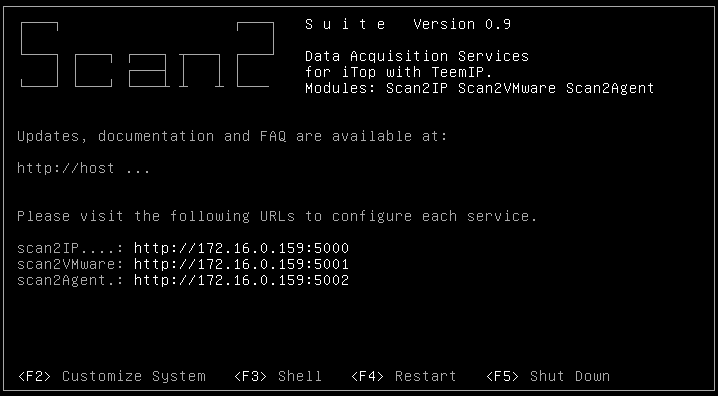 Scan2
S u i t e   Version 0.9
Data Acquisition Services
for iTop with TeemIP.
Modules: Scan2IP Scan2VMware Scan2Agent
Updates, documentation and FAQ are available at:
http://host ...
Please visit the following URLs to configure each service.
scan2IP....: http://172.16.0.159:5000
scan2VMware: http://172.16.0.159:5001
scan2Agent.: http://172.16.0.159:5002
<F2> Customize System   <F3> Shell   <F4> Restart   <F5> Shut Down